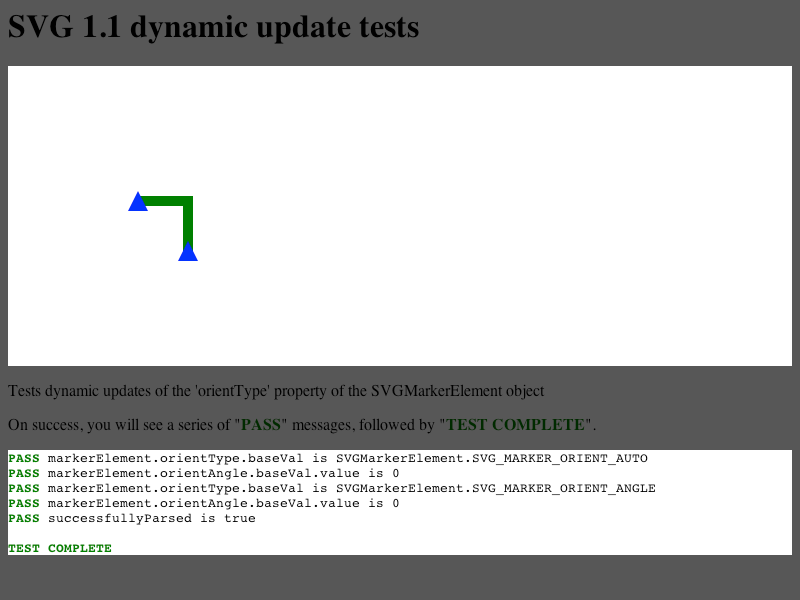 SVG 1.1 dynamic update tests
Tests dynamic updates of the 'orientType' property of the SVGMarkerElement object
On success, you will see a series of "PASS" messages, followed by "TEST COMPLETE".
PASS markerElement.orientType.baseVal is SVGMarkerElement.SVG_MARKER_ORIENT_AUTO
PASS markerElement.orientAngle.baseVal.value is 0
PASS markerElement.orientType.baseVal is SVGMarkerElement.SVG_MARKER_ORIENT_ANGLE
PASS markerElement.orientAngle.baseVal.value is 0
PASS successfullyParsed is true
TEST COMPLETE